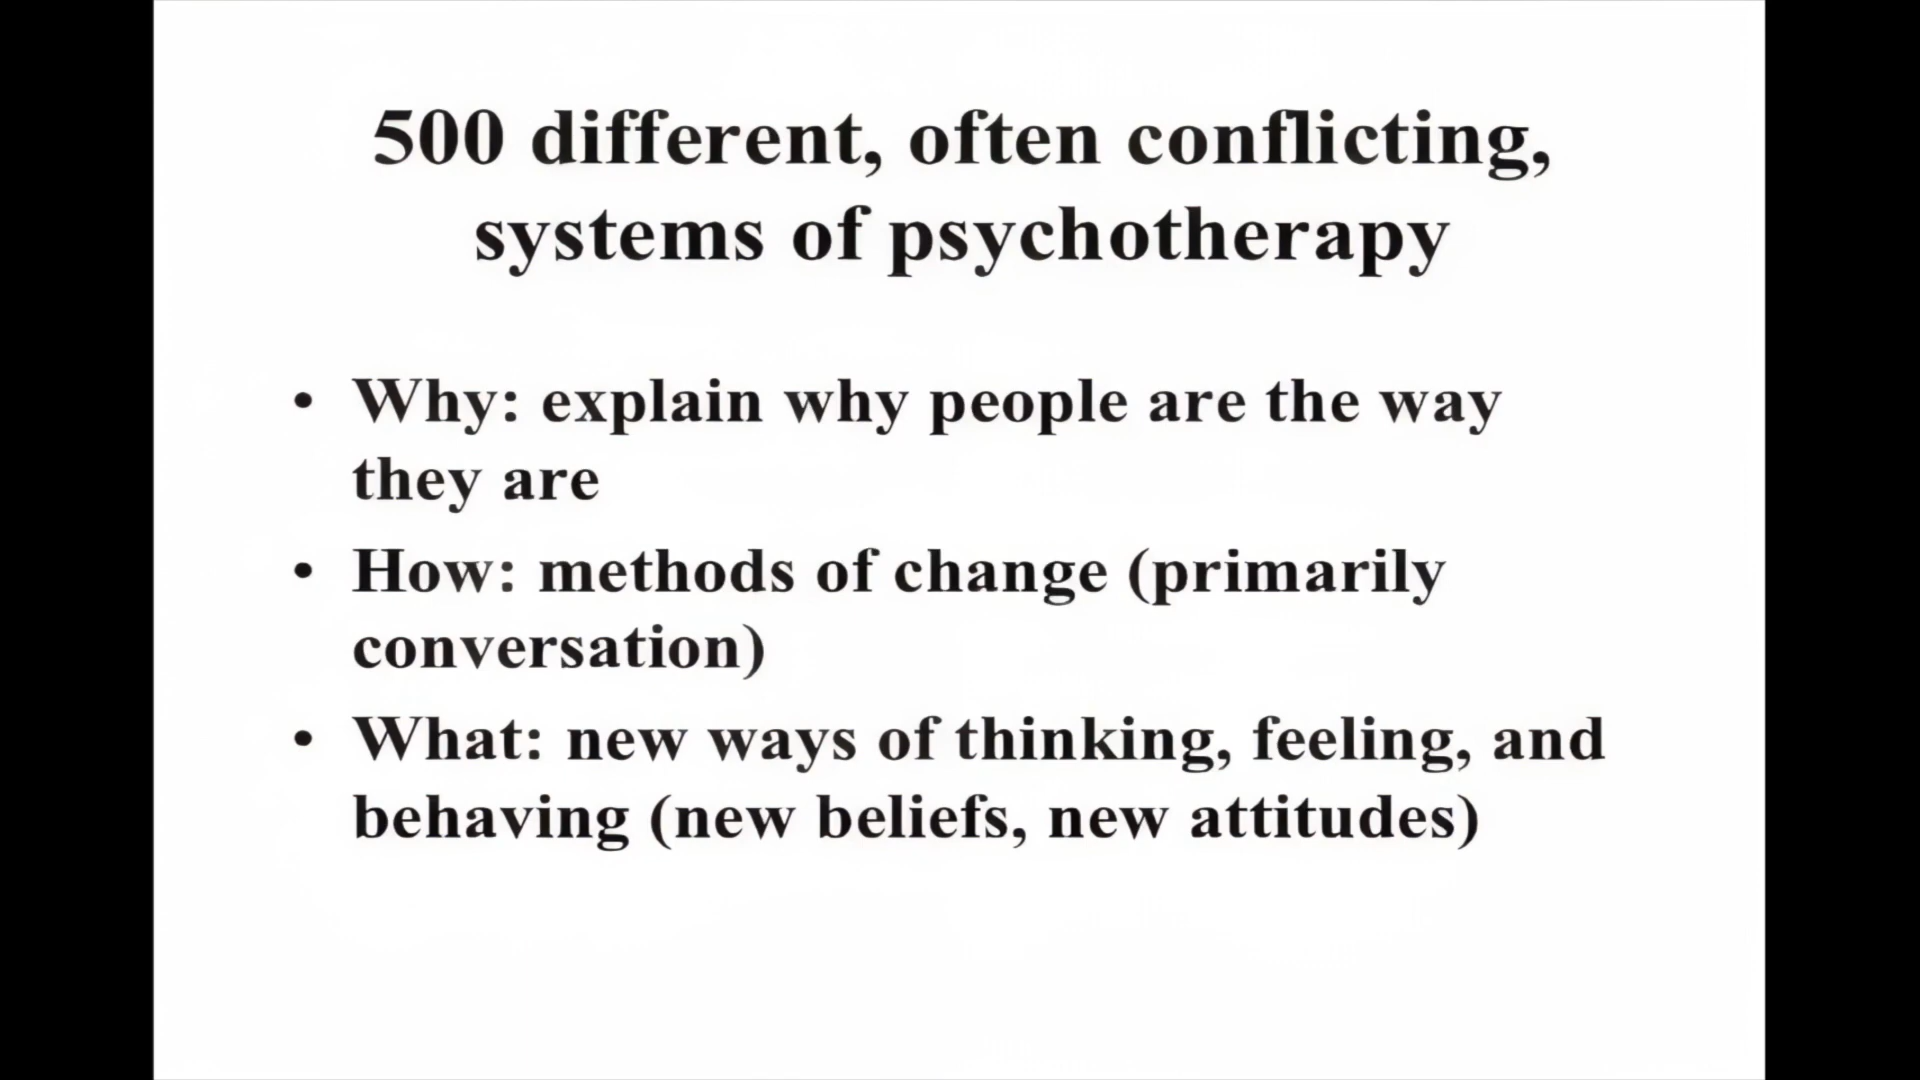 500 different, often conflicting,
systems of psychotherapy
• Why: explain why people are the way
they are
• How: methods of change (primarily
conversation)
• What: new ways of thinking, feeling, and
behaving (new beliefs, new attitudes)